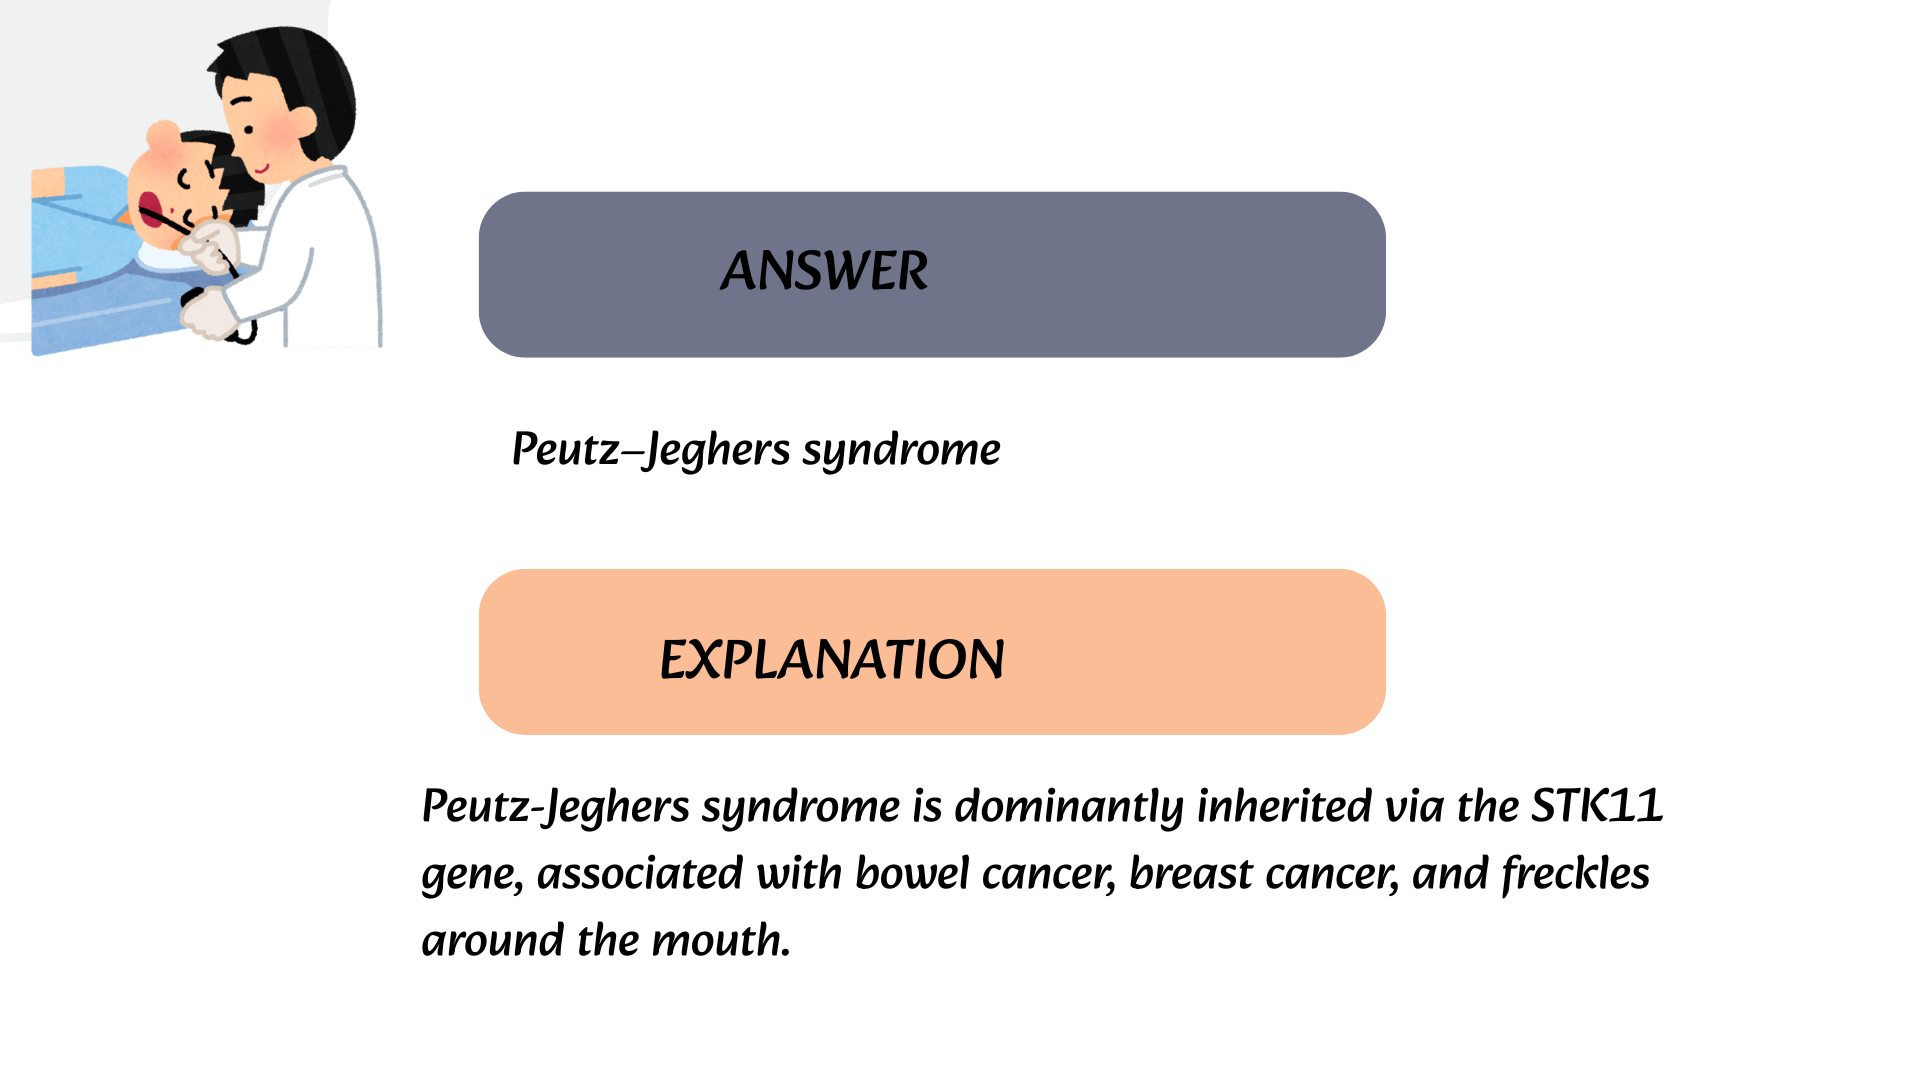 ANSWER
Peutz–Jeghers syndrome
EXPLANATION
Peutz-Jeghers syndrome is dominantly inherited via the STK11
gene, associated with bowel cancer, breast cancer, and freckles
around the mouth.